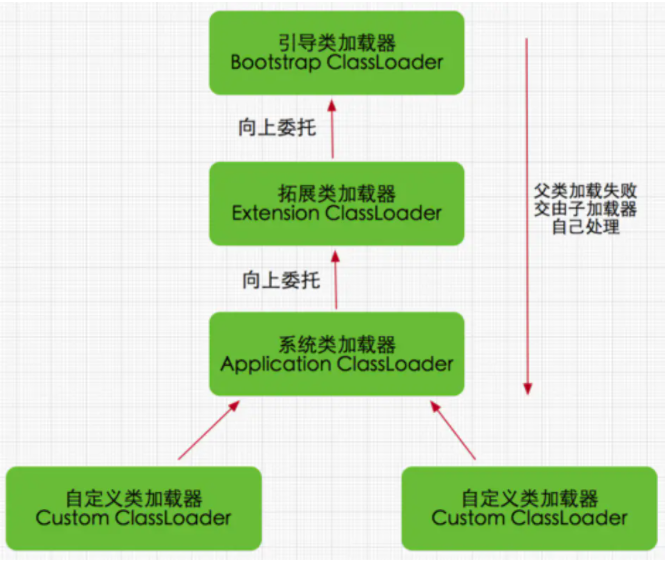 引导类加载器
Bootstrap ClassLoader
向上委托
拓展类加载器
Extension ClassLoader
父类加载失败
交由子加载器
自己处理
向上委托
系统类加载器
Application ClassLoader
自定义类加载器
Custom ClassLoader
自定义类加载器
Custom ClassLoader